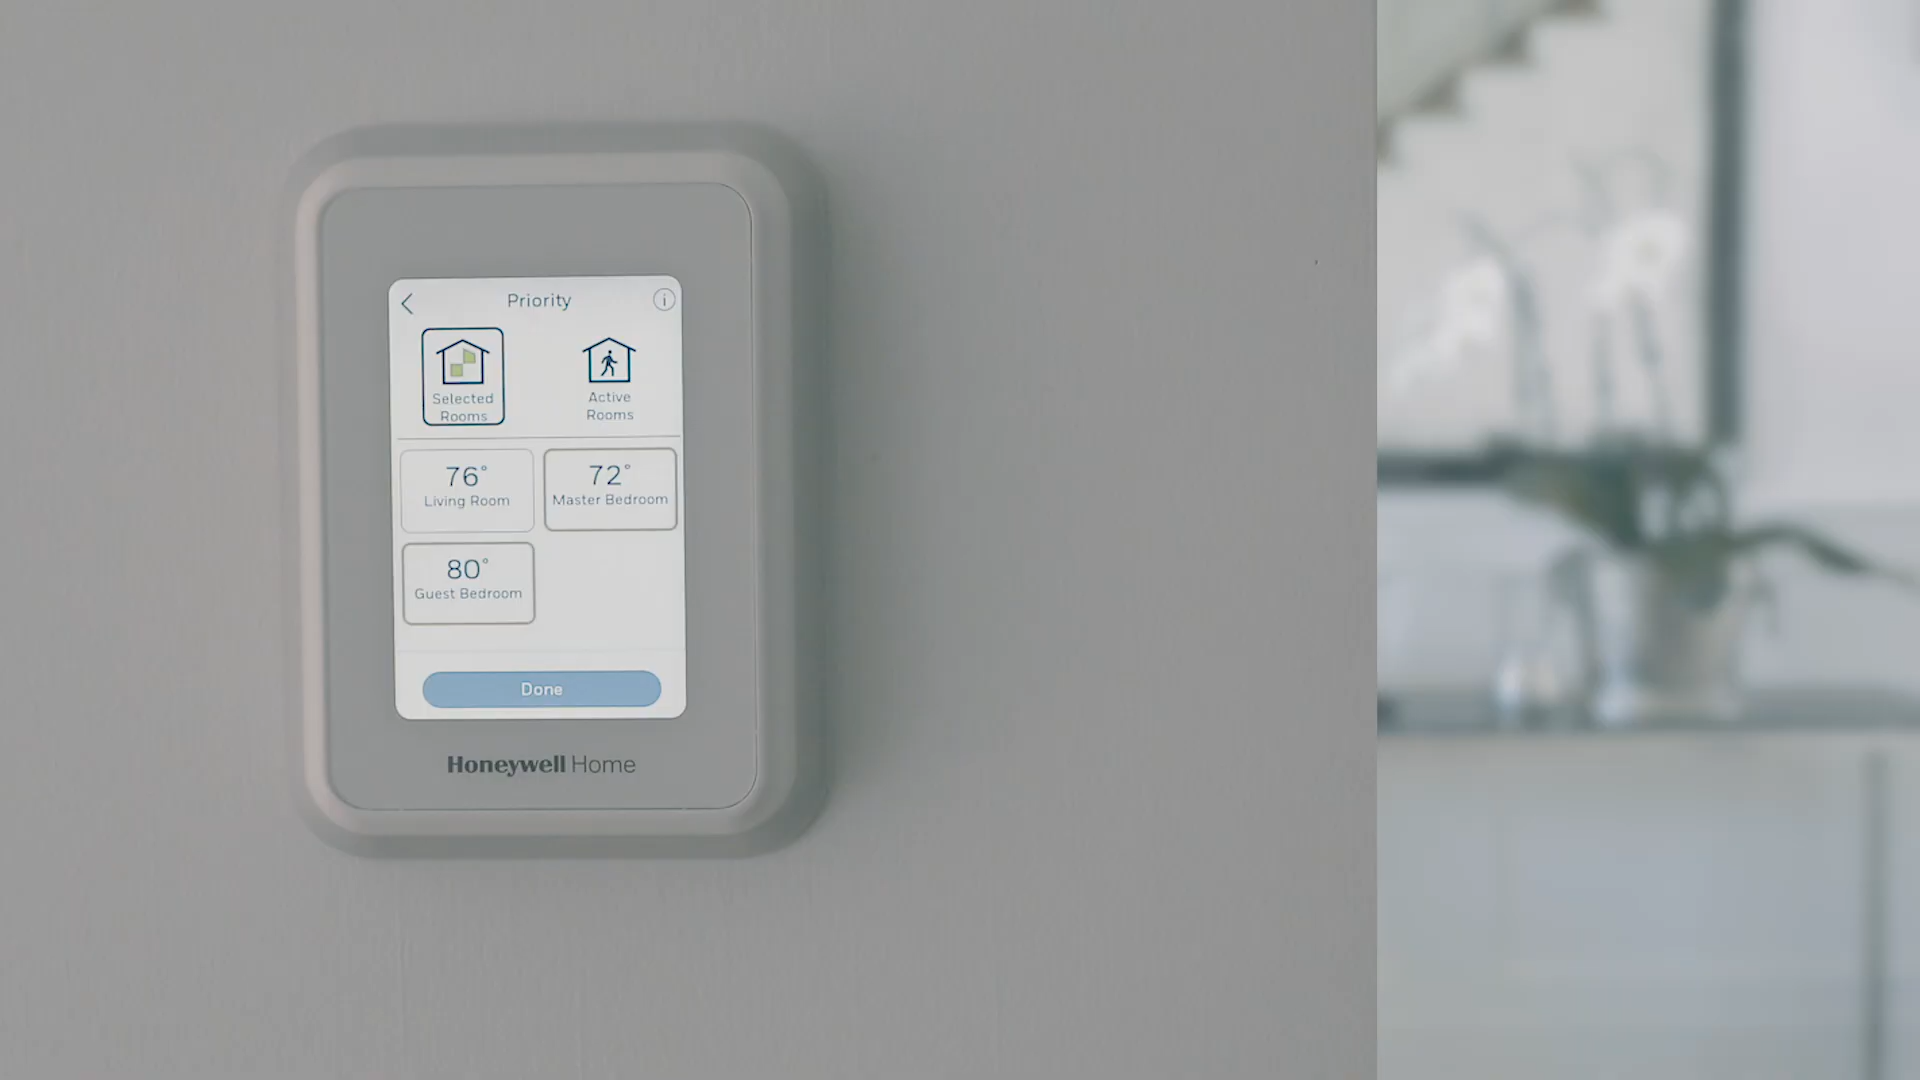 Priority
Selected
Rooms
Active
Rooms
76°
Living Room
72°
Master Bedroom
80°
Guest Bedroom
Done
Honeywell Home